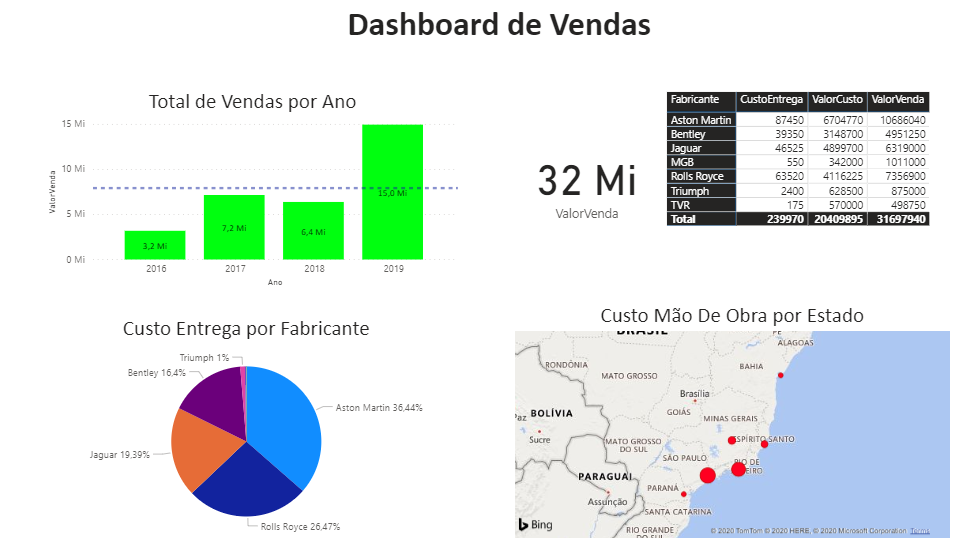 Dashboard de Vendas
Total de Vendas por Ano
15 Mi
10 Mi
5 Mi
0 Mi
ValorVenda
3,2 Mi
7,2 Mi
6,4 Mi
15,0 Mi
2016 2017 2018 2019
Ano
32 Mi
ValorVenda
Fabricante CustoEntrega ValorCusto ValorVenda
Aston Martin 87450 6704770 10686040
Bentley 39350 3148700 4951250
Jaguar 46525 4899700 6319000
MGB 550 342000 1011000
Rolls Royce 63520 4116225 7356900
Triumph 2400 628500 875000
TVR 175 570000 498750
Total 239970 20409895 31697940
Custo Entrega por Fabricante
Triumph 1%
Bentley 16,4%
Aston Martin 36,44%
Jaguar 19,39%
Rolls Royce 26,47%
Custo Mão De Obra por Estado
BRASIL
PE
ALAGOAS
RONDÔNIA
BAHIA
MATO GROSSO
Brasília
GOIÁS
Paz
BOLÍVIA
MINAS GERAIS
Sucre
MATO GROSSO
DO SUL
ESPÍRITO SANTO
SÃO PAULO
RIO DE
JANEIRO
PARAGUAI
PARANÁ
Assunção
SANTA CATARINA
RIO GRANDE
DO SUL
Bing
© 2020 TomTom © 2020 HERE, © 2020 Microsoft Corporation Terms